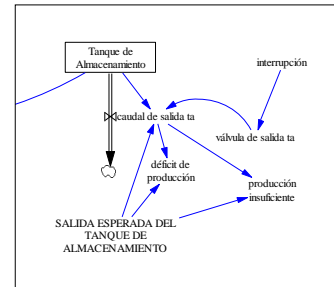 Tanque de
Almacenamiento
interrupción
caudal de salida ta
válvula de salida ta
déficit de
producción
producción
insuficiente
SALIDA ESPERADA DEL
TANQUE DE
ALMACENAMIENTO